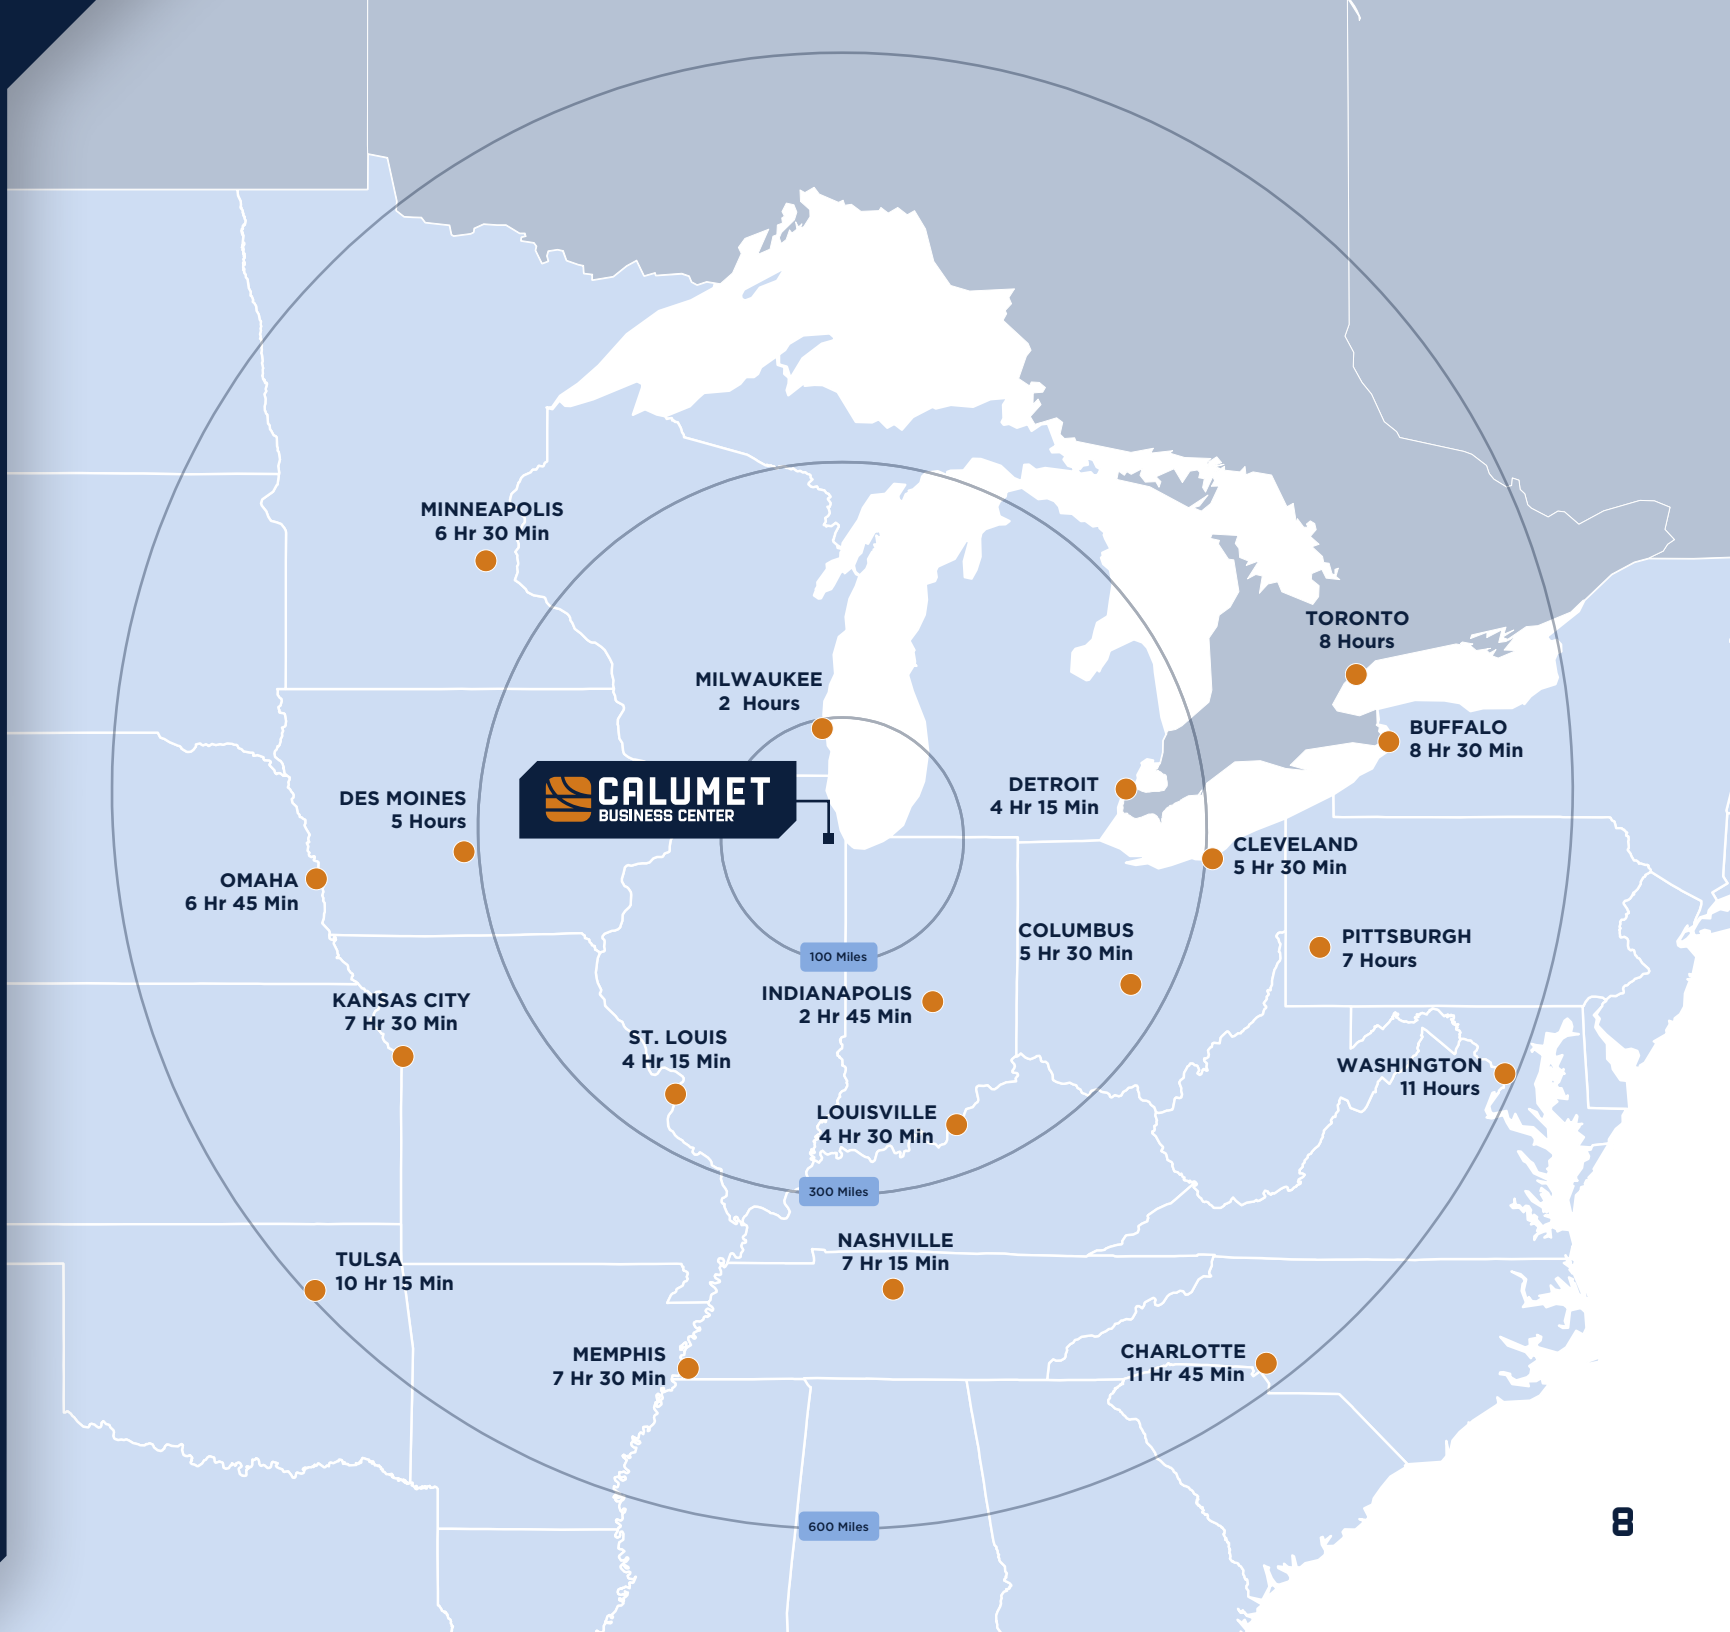 MINNEAPOLIS
6 Hr 30 Min
TORONTO
8 Hours
MILWAUKEE
2 Hours
BUFFALO
8 Hr 30 Min
CALUMET
BUSINESS CENTER
DETROIT
4 Hr 15 Min
DES MOINES
5 Hours
CLEVELAND
5 Hr 30 Min
OMAHA
6 Hr 45 Min
COLUMBUS
5 Hr 30 Min
PITTSBURGH
7 Hours
100 Miles
INDIANAPOLIS
2 Hr 45 Min
KANSAS CITY
7 Hr 30 Min
ST. LOUIS
4 Hr 15 Min
WASHINGTON
11 Hours
LOUISVILLE
4 Hr 30 Min
300 Miles
NASHVILLE
7 Hr 15 Min
TULSA
10 Hr 15 Min
MEMPHIS
7 Hr 30 Min
CHARLOTTE
11 Hr 45 Min
600 Miles
8